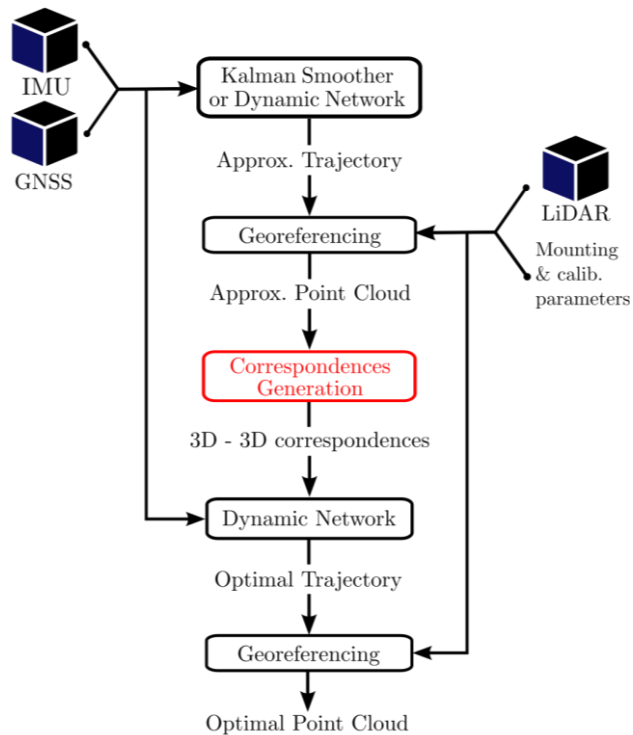 IMU
GNSS
Kalman Smoother
or Dynamic Network
Approx. Trajectory
LiDAR
Mounting
& calib.
parameters
Georeferencing
Approx. Point Cloud
Correspondences
Generation
3D - 3D correspondences
Dynamic Network
Optimal Trajectory
Georeferencing
Optimal Point Cloud